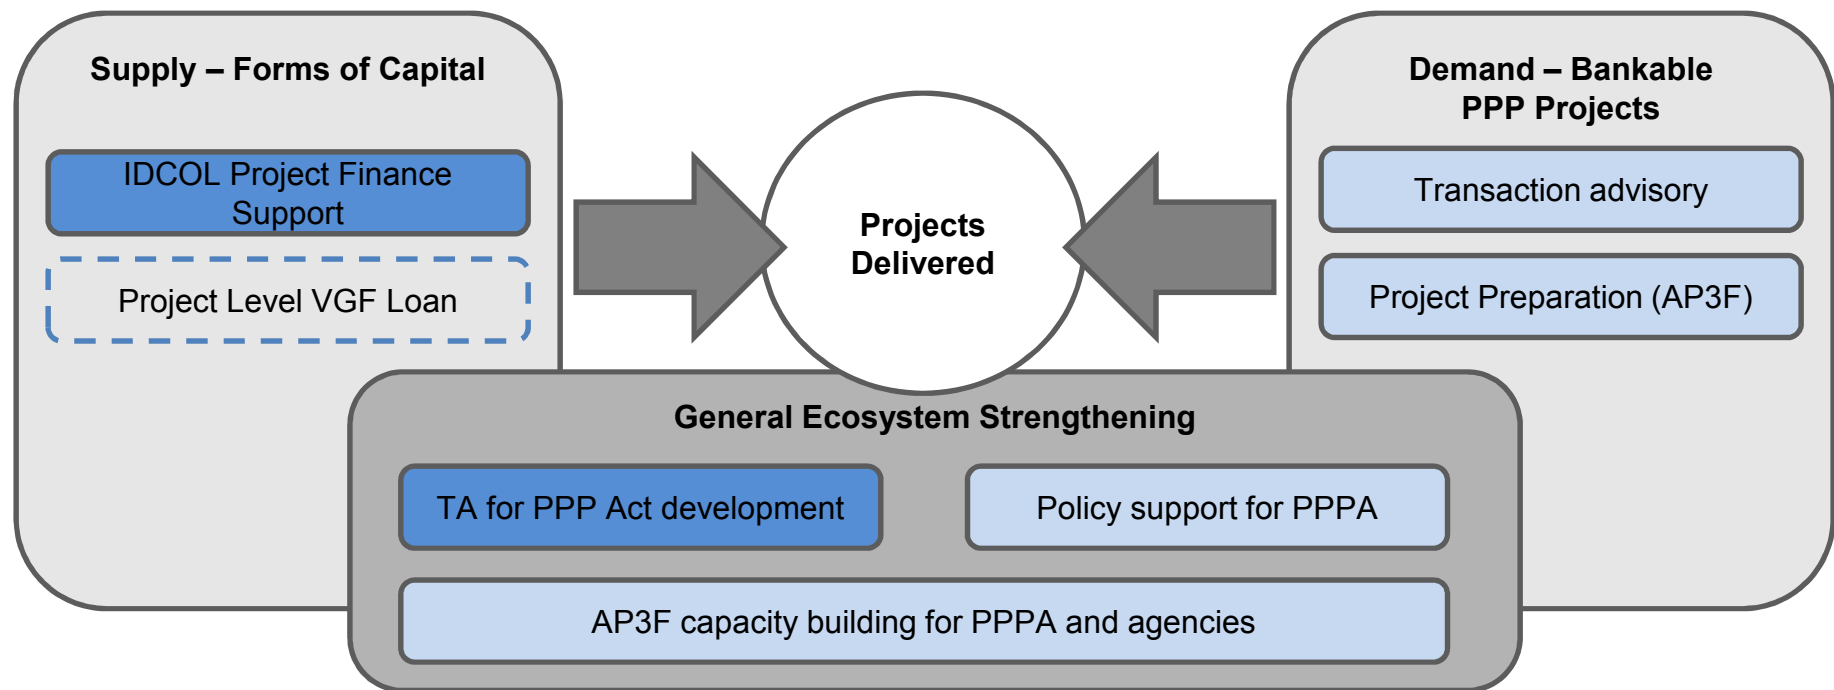 Supply – Forms of Capital
IDCOL Project Finance
Support
Project Level VGF Loan
Projects
Delivered
Demand – Bankable
PPP Projects
Transaction advisory
Project Preparation (AP3F)
General Ecosystem Strengthening
TA for PPP Act development
Policy support for PPPA
AP3F capacity building for PPPA and agencies